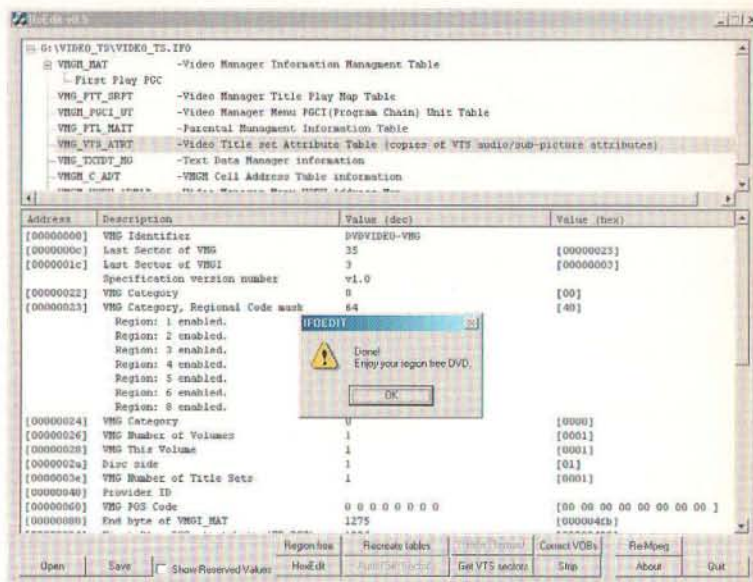 IfoEdit v0.5
G:\VIDEO_TS\VIDEO_TS.IFO
VMGM_MAT -Video Manager Information Managment Table
First Play PGC
VMG_PTT_SRPT -Video Manager Title Play Map Table
VMGM_PGCI_UT -Video Manager Menu PGCI(Program Chain) Unit Table
VMG_PTL_MAIT -Parental Managment Information Table
VMG_VTS_ATRT -Video Title set Attribute Table (copies of VTS audio/sub-picture attributes)
VMG_TXTDT_MG -Text Data Manager information
VMGM_C_ADT -VMGM Cell Address Table information
Address Description Value (dec) Value (hex)
[00000000] VMG Identifier DVDVIDEO-VMG
[0000000c] Last Sector of VMG 35 [00000023]
[0000001c] Last Sector of VMGI 3 [00000003]
Specification version number v1.0
[00000022] VMG Category 0 [00]
[00000023] VMG Category, Regional Code mask 64 [40]
Region: 1 enabled.
Region: 2 enabled.
Region: 3 enabled.
Region: 4 enabled.
Region: 5 enabled.
Region: 6 enabled.
Region: 8 enabled.
IFOEDIT
Done!
Enjoy your region free DVD.
OK
[00000024] VMG Category 0 [0000]
[00000026] VMG Number of Volumes 1 [0001]
[00000028] VMG This Volume 1 [0001]
[0000002a] Disc side 1 [01]
[0000003e] VMG Number of Title Sets 1 [0001]
[00000040] Provider ID
[00000060] VMG POS Code 0 0 0 0 0 0 0 0 [00 00 00 00 00 00 00 00 ]
[00000080] End byte of VMGI_MAT 1275 [000004fb]
Region free Recreate tables Correct VOBs ReMpeg
Open Save Show Reserved Values HexEdit Get VTS sectors Strip About Quit